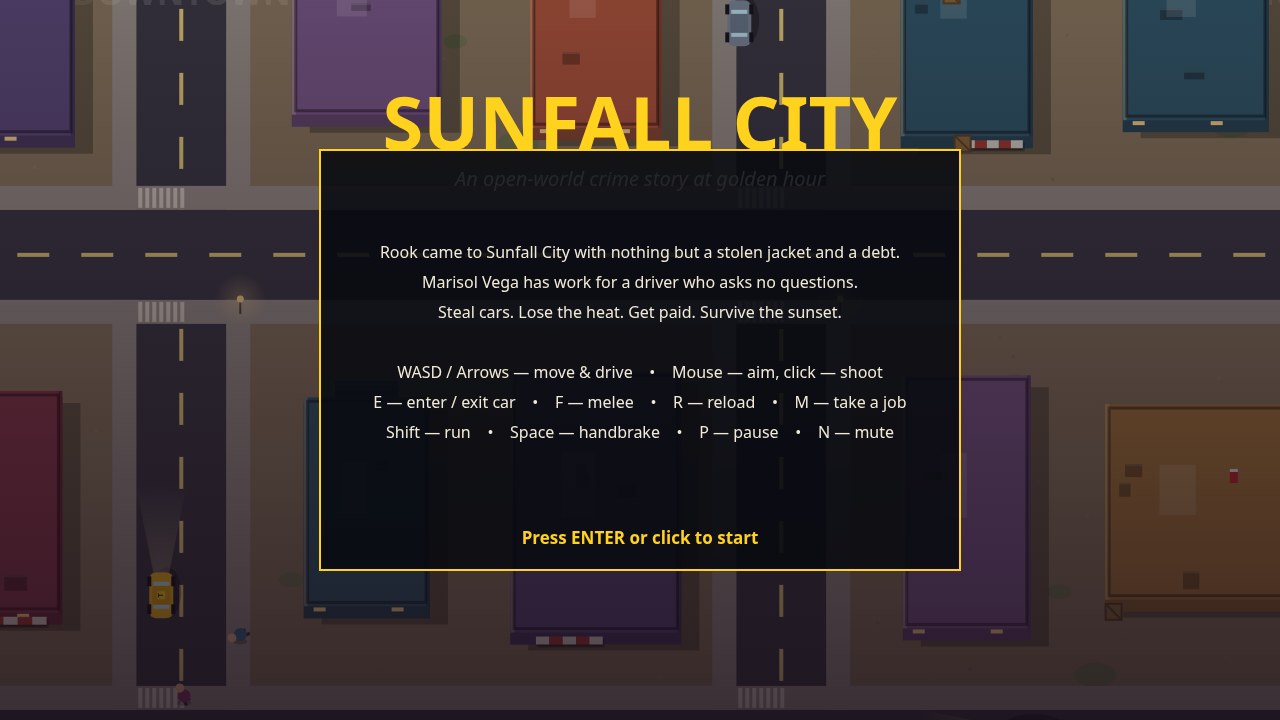 DOWNTOWN
SUNFALL CITY
An open-world crime story at golden hour
Rook came to Sunfall City with nothing but a stolen jacket and a debt.
Marisol Vega has work for a driver who asks no questions.
Steal cars. Lose the heat. Get paid. Survive the sunset.
WASD / Arrows — move & drive • Mouse — aim, click — shoot
E — enter / exit car • F — melee • R — reload • M — take a job
Shift — run • Space — handbrake • P — pause • N — mute
Press ENTER or click to start